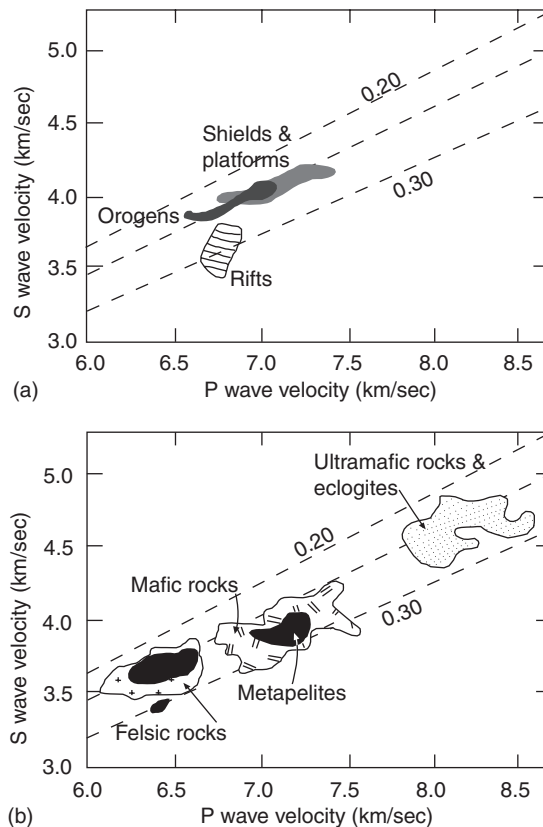 5.0
4.5
4.0
3.5
3.0
S wave velocity (km/sec)
0.20
Shields &
platforms
0.30
Orogens
Rifts
6.0 6.5 7.0 7.5 8.0 8.5
(a) P wave velocity (km/sec)
5.0
4.5
4.0
3.5
3.0
S wave velocity (km/sec)
Ultramafic rocks &
eclogites
0.20
Mafic rocks
0.30
Metapelites
Felsic rocks
6.0 6.5 7.0 7.5 8.0 8.5
(b) P wave velocity (km/sec)